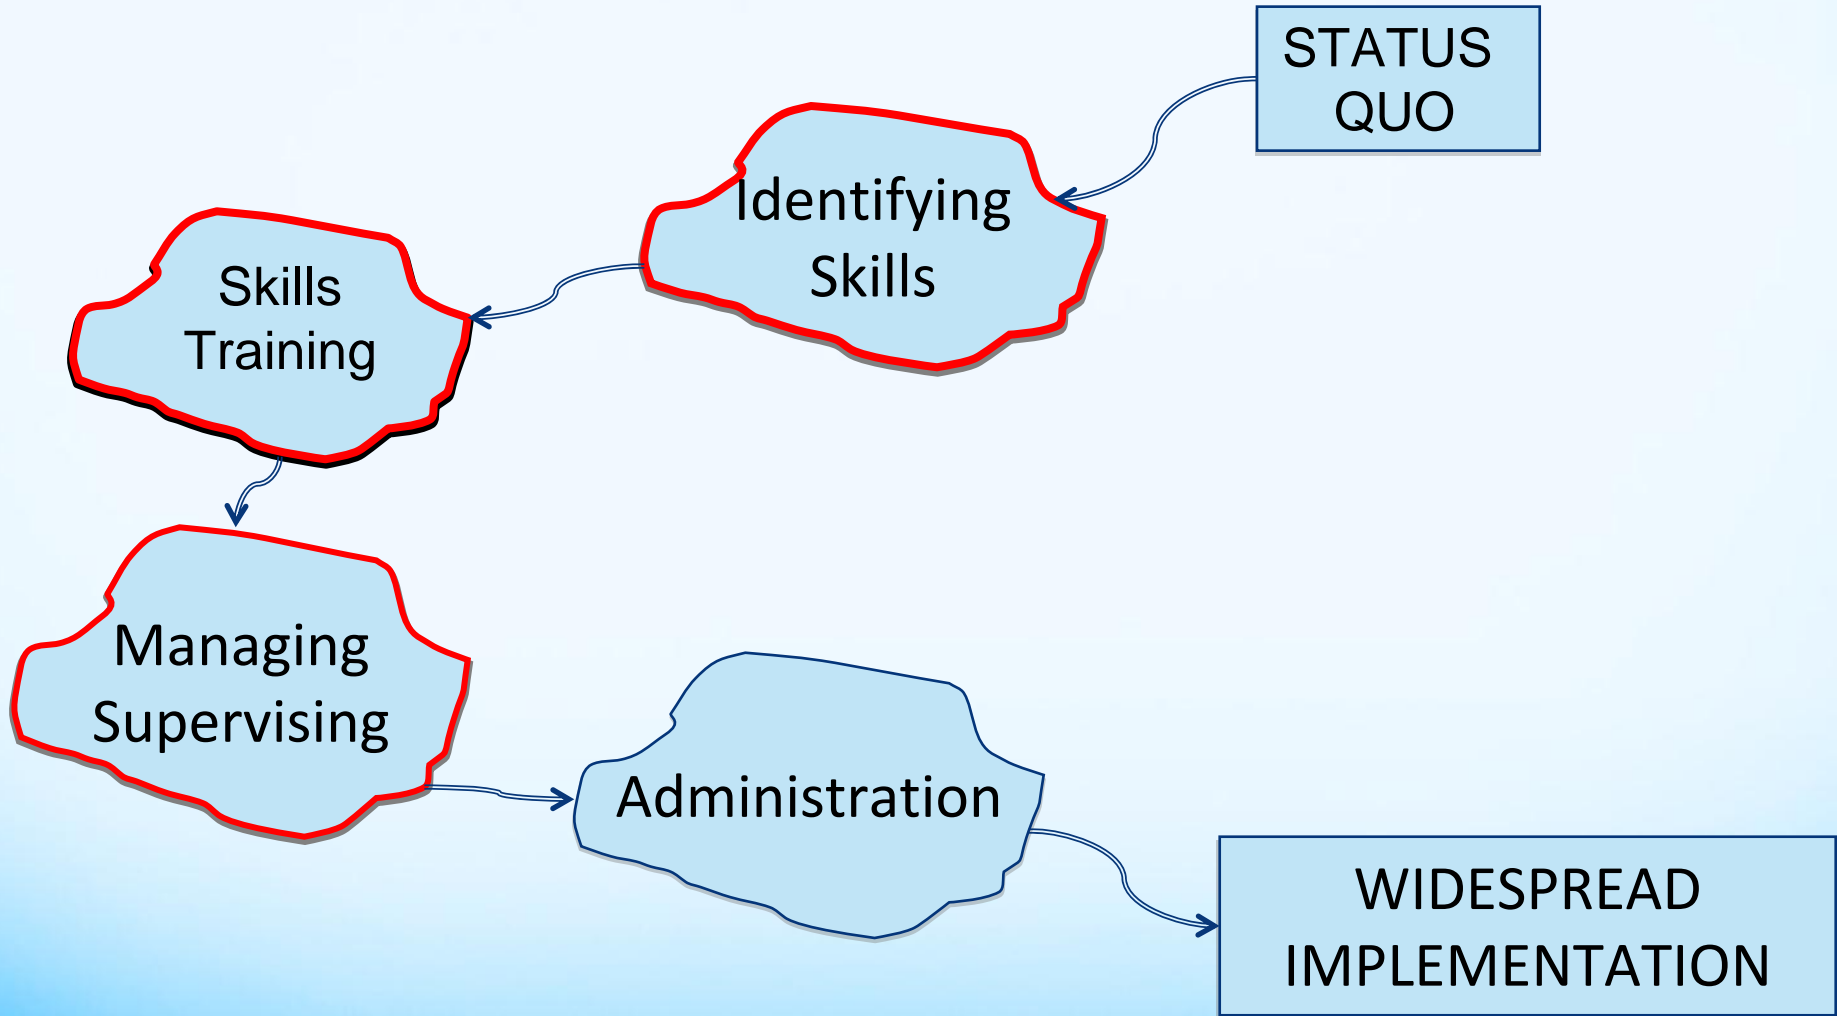 STATUS
QUO
Identifying
Skills
Skills
Training
Managing
Supervising
Administration
WIDESPREAD
IMPLEMENTATION